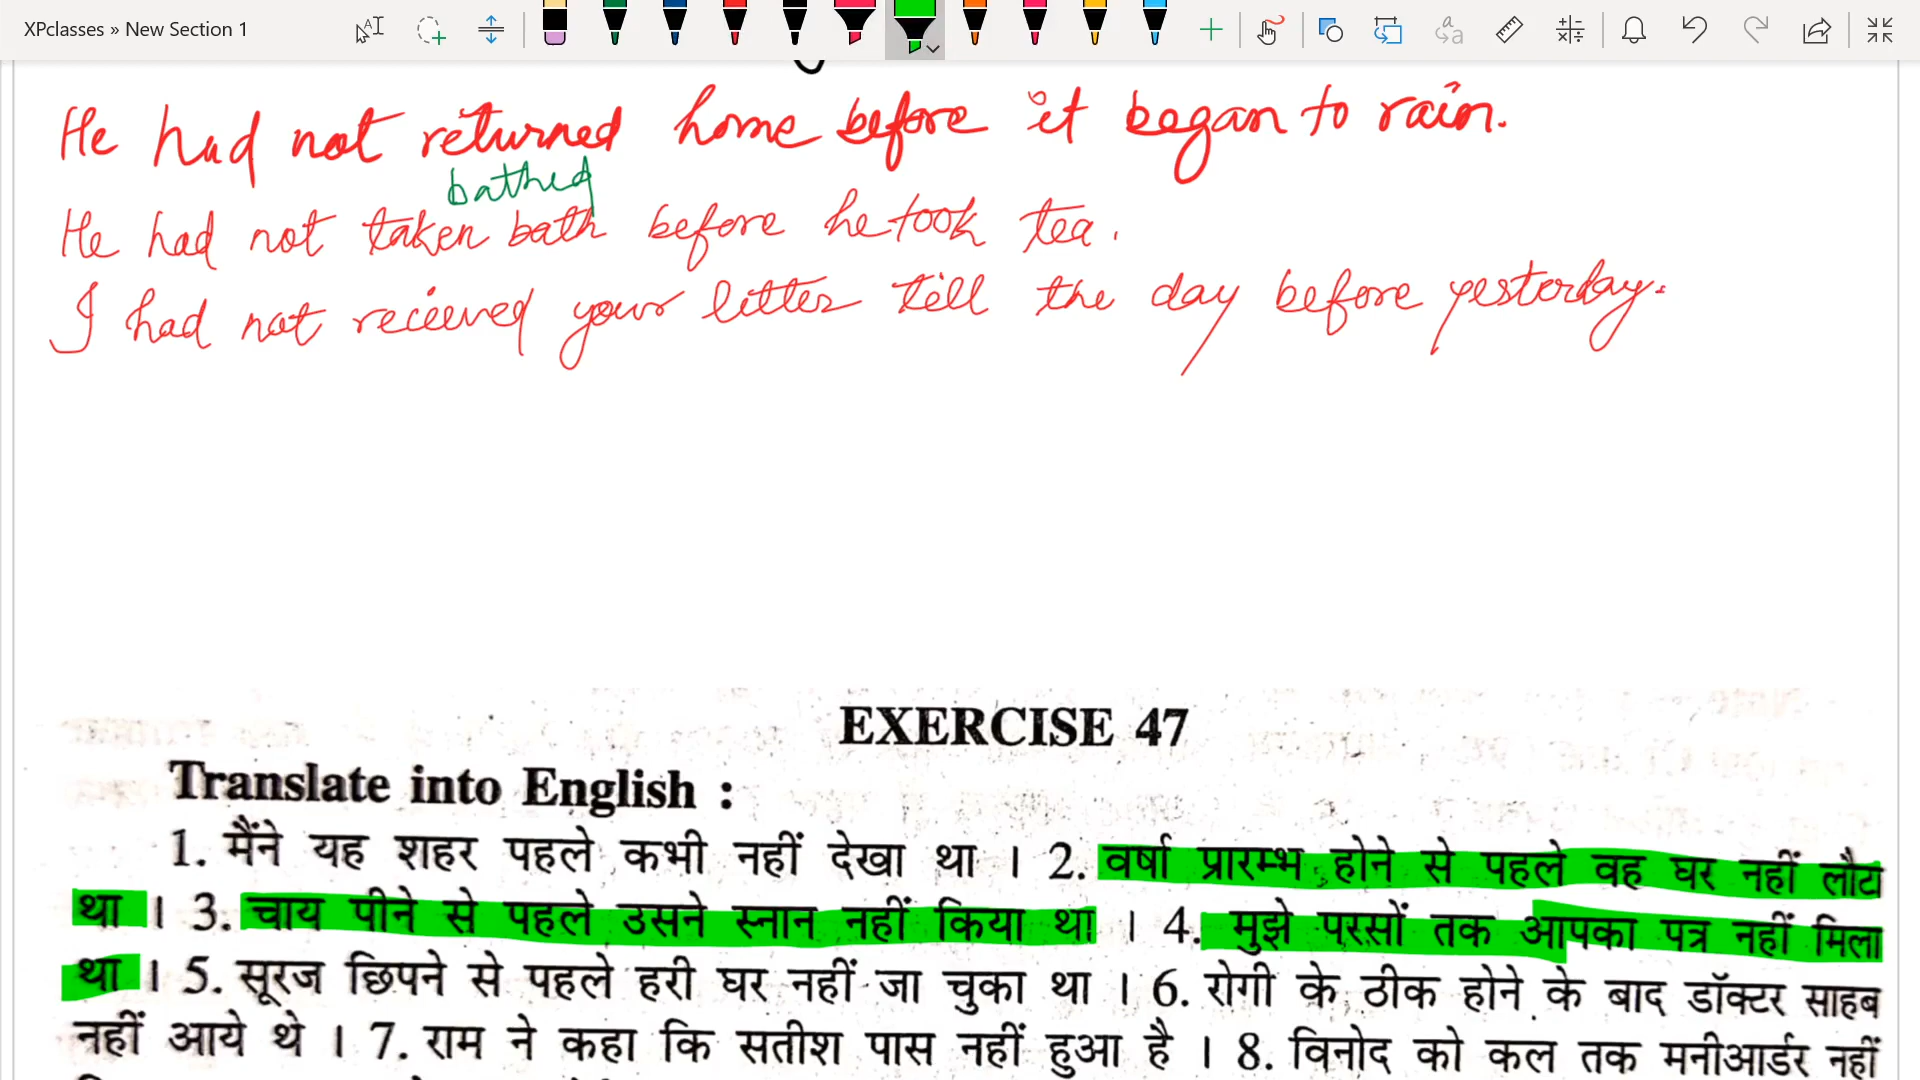 XPclasses » New Section 1
He had not returned home before it began to rain.
bathed
He had not taken bath before he took tea.
I had not recieved your letter till the day before yesterday.
EXERCISE 47
Translate into English :
1. मैंने यह शहर पहले कभी नहीं देखा था । 2. वर्षा प्रारम्भ होने से पहले वह घर नहीं लौटा
था । 3. चाय पीने से पहले उसने स्नान नहीं किया था । 4. मुझे परसों तक आपका पत्र नहीं मिला
था । 5. सूरज छिपने से पहले हरी घर नहीं जा चुका था । 6. रोगी के ठीक होने के बाद डॉक्टर साहब
नहीं आये थे । 7. राम ने कहा कि सतीश पास नहीं हुआ है । 8. विनोद को कल तक मनीआर्डर नहीं